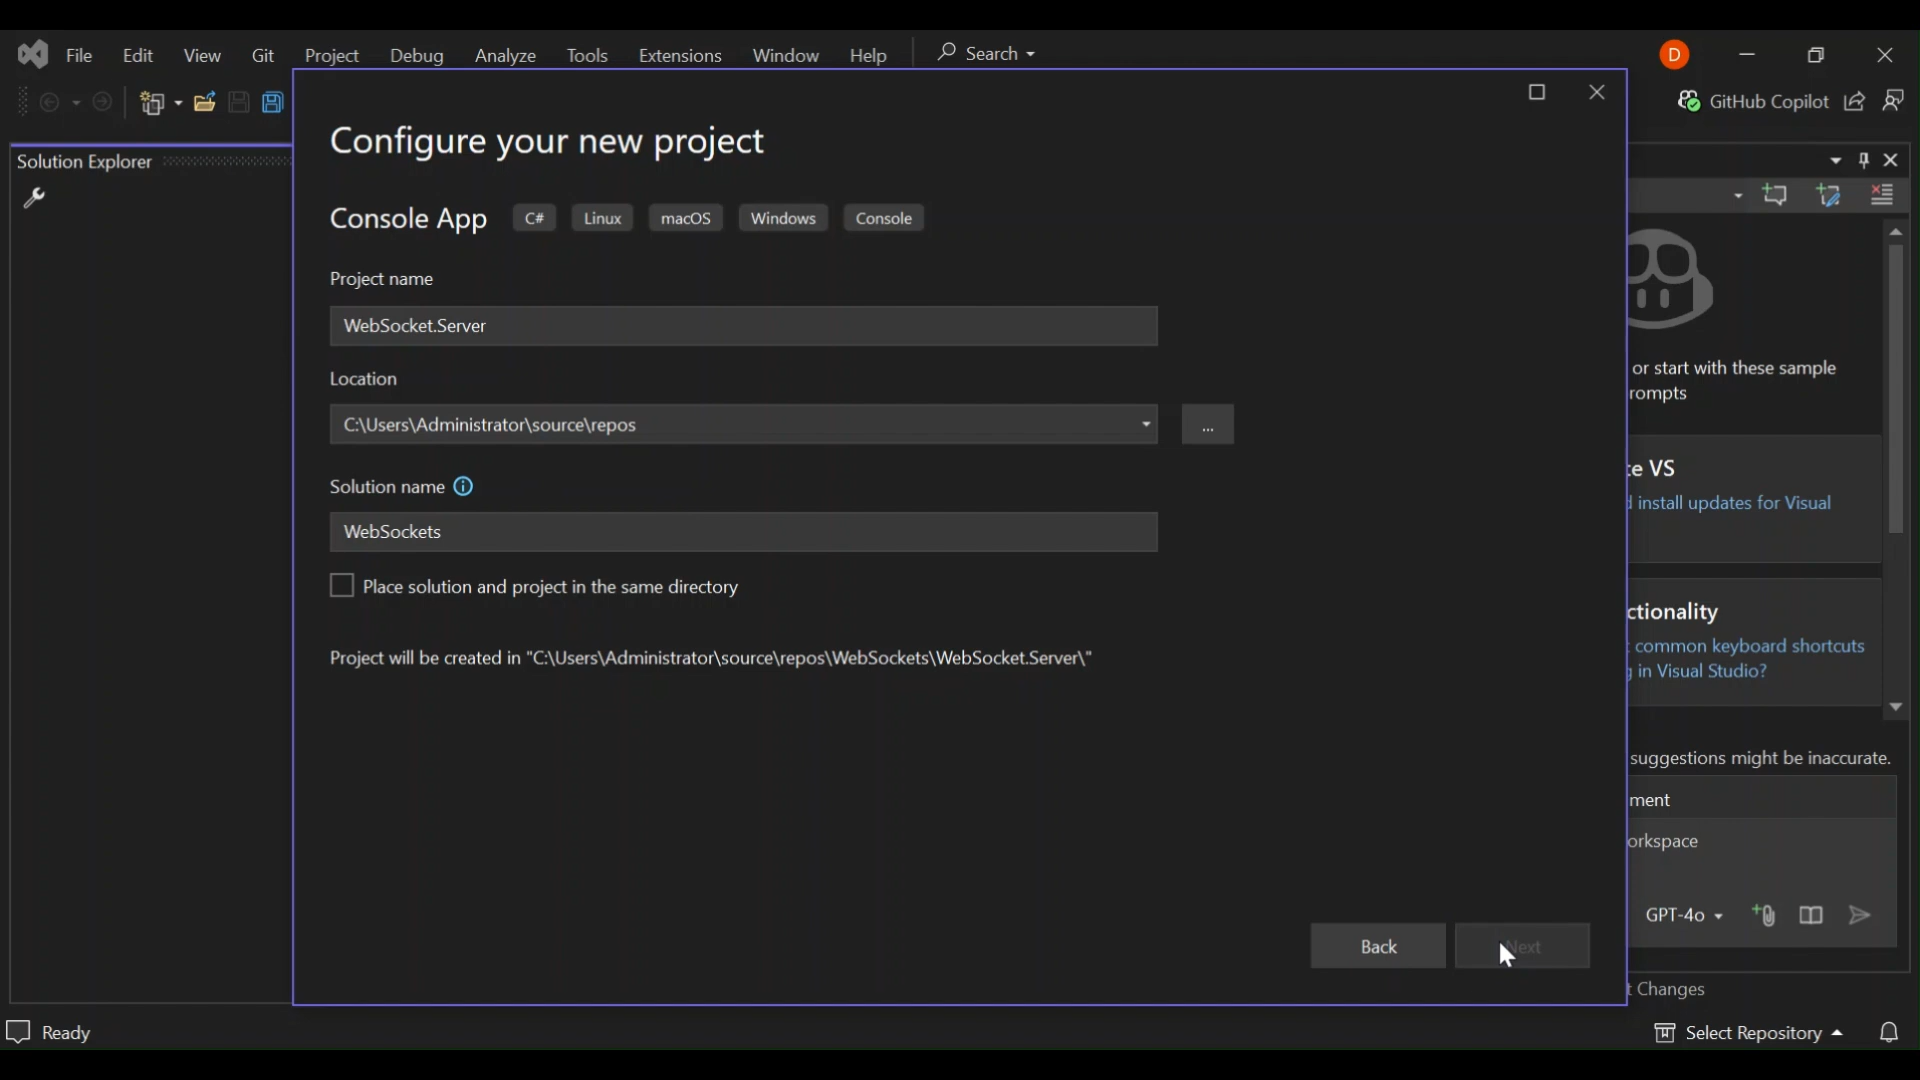 File Edit View Git Project Debug Analyze Tools Extensions Window Help Search
D
GitHub Copilot
Solution Explorer
Configure your new project
Console App C# Linux macOS Windows Console
Project name
WebSocket.Server
Location
C:\Users\Administrator\source\repos
...
Solution name
WebSockets
Place solution and project in the same directory
Project will be created in "C:\Users\Administrator\source\repos\WebSockets\WebSocket.Server\"
Back Next
or start with these sample
rompts
te VS
install updates for Visual
ctionality
common keyboard shortcuts
g in Visual Studio?
suggestions might be inaccurate.
ment
orkspace
GPT-4o
t Changes
Ready
Select Repository